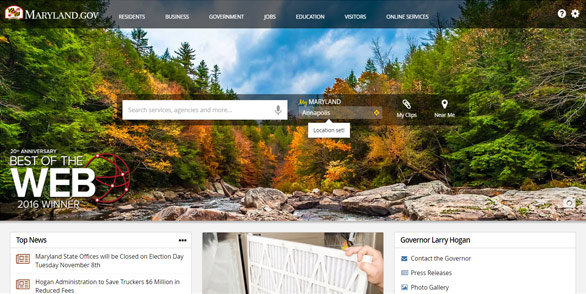 MARYLAND.GOV
RESIDENTS BUSINESS GOVERNMENT JOBS EDUCATION VISITORS ONLINE SERVICES
Search services, agencies and more...
My MARYLAND
Annapolis
Location set!
My Clips
Near Me
20th ANNIVERSARY
BEST OF THE
WEB
2016 WINNER
Top News
Maryland State Offices will be Closed on Election Day
Tuesday November 8th
Hogan Administration to Save Truckers $6 Million in
Reduced Fees
Governor Larry Hogan
Contact the Governor
Press Releases
Photo Gallery